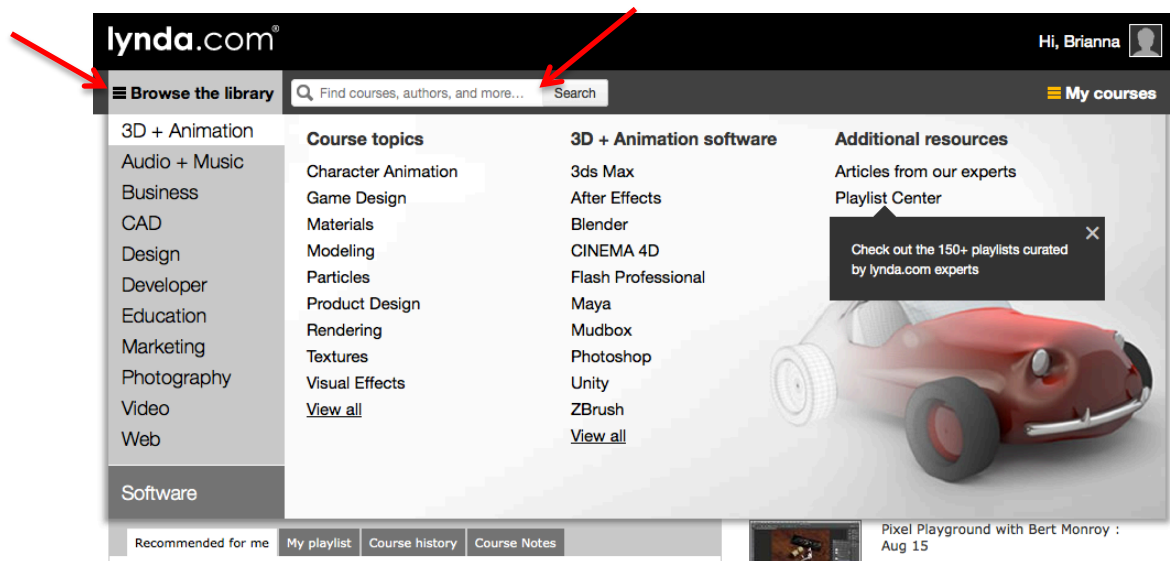 lynda.com®
Hi, Brianna
Browse the library
Find courses, authors, and more...
Search
My courses
3D + Animation
Audio + Music
Business
CAD
Design
Developer
Education
Marketing
Photography
Video
Web
Software
Course topics
Character Animation
Game Design
Materials
Modeling
Particles
Product Design
Rendering
Textures
Visual Effects
View all
3D + Animation software
3ds Max
After Effects
Blender
CINEMA 4D
Flash Professional
Maya
Mudbox
Photoshop
Unity
ZBrush
View all
Additional resources
Articles from our experts
Playlist Center
Check out the 150+ playlists curated
by lynda.com experts
Recommended for me
My playlist
Course history
Course Notes
Pixel Playground with Bert Monroy :
Aug 15